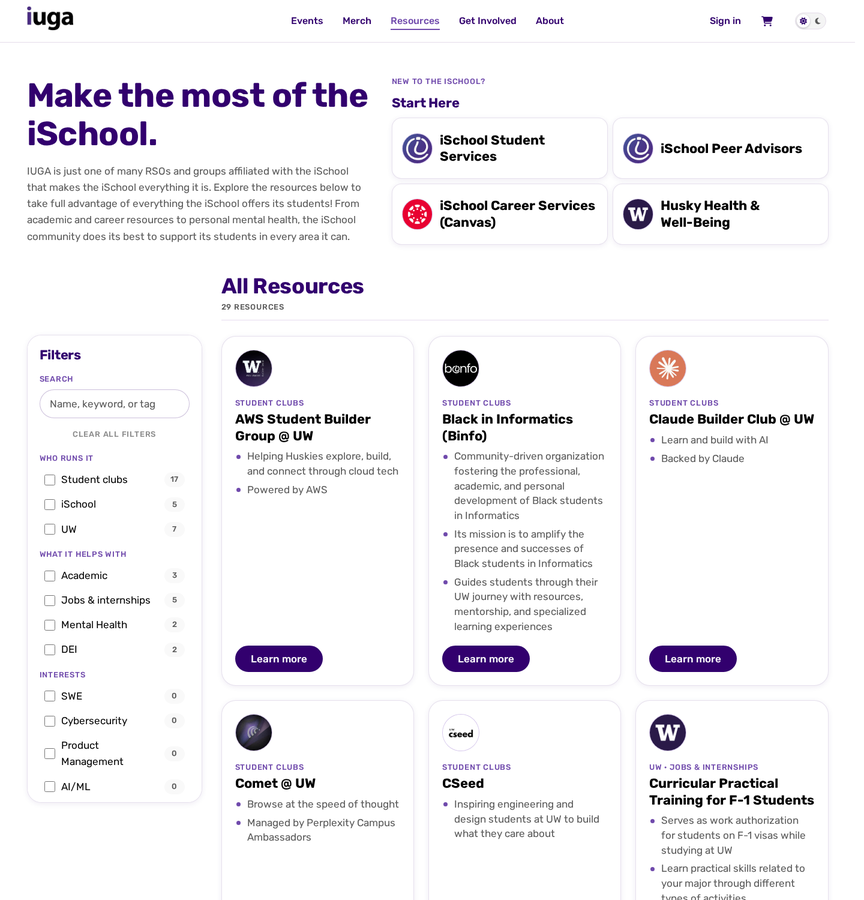 iuga
Events
Merch
Resources
Get Involved
About
Sign in
Make the most of the
iSchool.
IUGA is just one of many RSOs and groups affiliated with the iSchool
that makes the iSchool everything it is. Explore the resources below to
take full advantage of everything the iSchool offers its students! From
academic and career resources to personal mental health, the iSchool
community does its best to support its students in every area it can.
NEW TO THE ISCHOOL?
Start Here
iSchool Student
Services
iSchool Peer Advisors
iSchool Career Services
(Canvas)
W
Husky Health &
Well-Being
All Resources
29 RESOURCES
Filters
SEARCH
Name, keyword, or tag
CLEAR ALL FILTERS
WHO RUNS IT
Student clubs 17
iSchool 5
UW 7
WHAT IT HELPS WITH
Academic 3
Jobs & internships 5
Mental Health 2
DEI 2
INTERESTS
SWE 0
Cybersecurity 0
Product
Management 0
AI/ML 0
W
STUDENT CLUBS
AWS Student Builder
Group @ UW
Helping Huskies explore, build,
and connect through cloud tech
Powered by AWS
Learn more
binfo
STUDENT CLUBS
Black in Informatics
(Binfo)
Community-driven organization
fostering the professional,
academic, and personal
development of Black students
in Informatics
Its mission is to amplify the
presence and successes of
Black students in Informatics
Guides students through their
UW journey with resources,
mentorship, and specialized
learning experiences
Learn more
STUDENT CLUBS
Claude Builder Club @ UW
Learn and build with AI
Backed by Claude
Learn more
STUDENT CLUBS
Comet @ UW
Browse at the speed of thought
Managed by Perplexity Campus
Ambassadors
cseed
STUDENT CLUBS
CSeed
Inspiring engineering and
design students at UW to build
what they care about
W
UW • JOBS & INTERNSHIPS
Curricular Practical
Training for F-1 Students
Serves as work authorization
for students on F-1 visas while
studying at UW
Learn practical skills related to
your major through different
types of activities